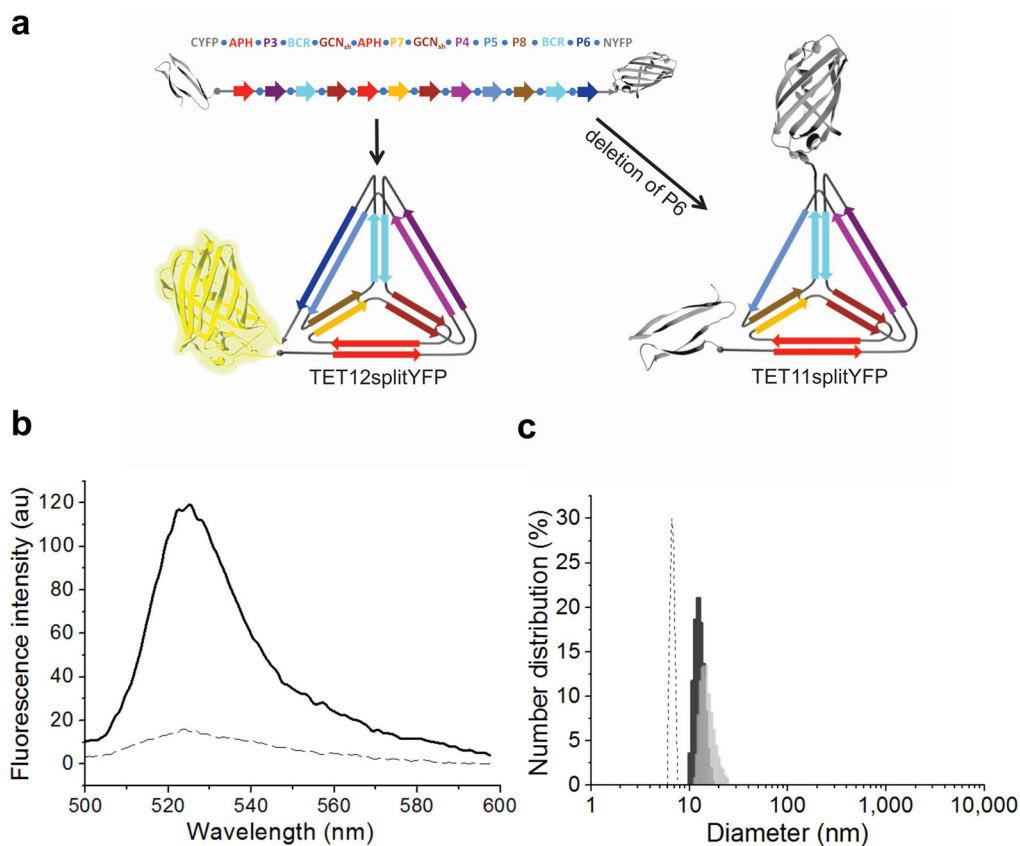 a
CYFP•APH•P3•BCR•GCNsh•APH•P7•GCNsh•P4•P5•P8•BCR•P6•NYFP
deletion of P6
TET12splitYFP
TET11splitYFP
b
Fluorescence intensity (au)
120
100
80
60
40
20
0
500 520 540 560 580 600
Wavelength (nm)
c
Number distribution (%)
30
25
20
15
10
5
0
1 10 100 1,000 10,000
Diameter (nm)